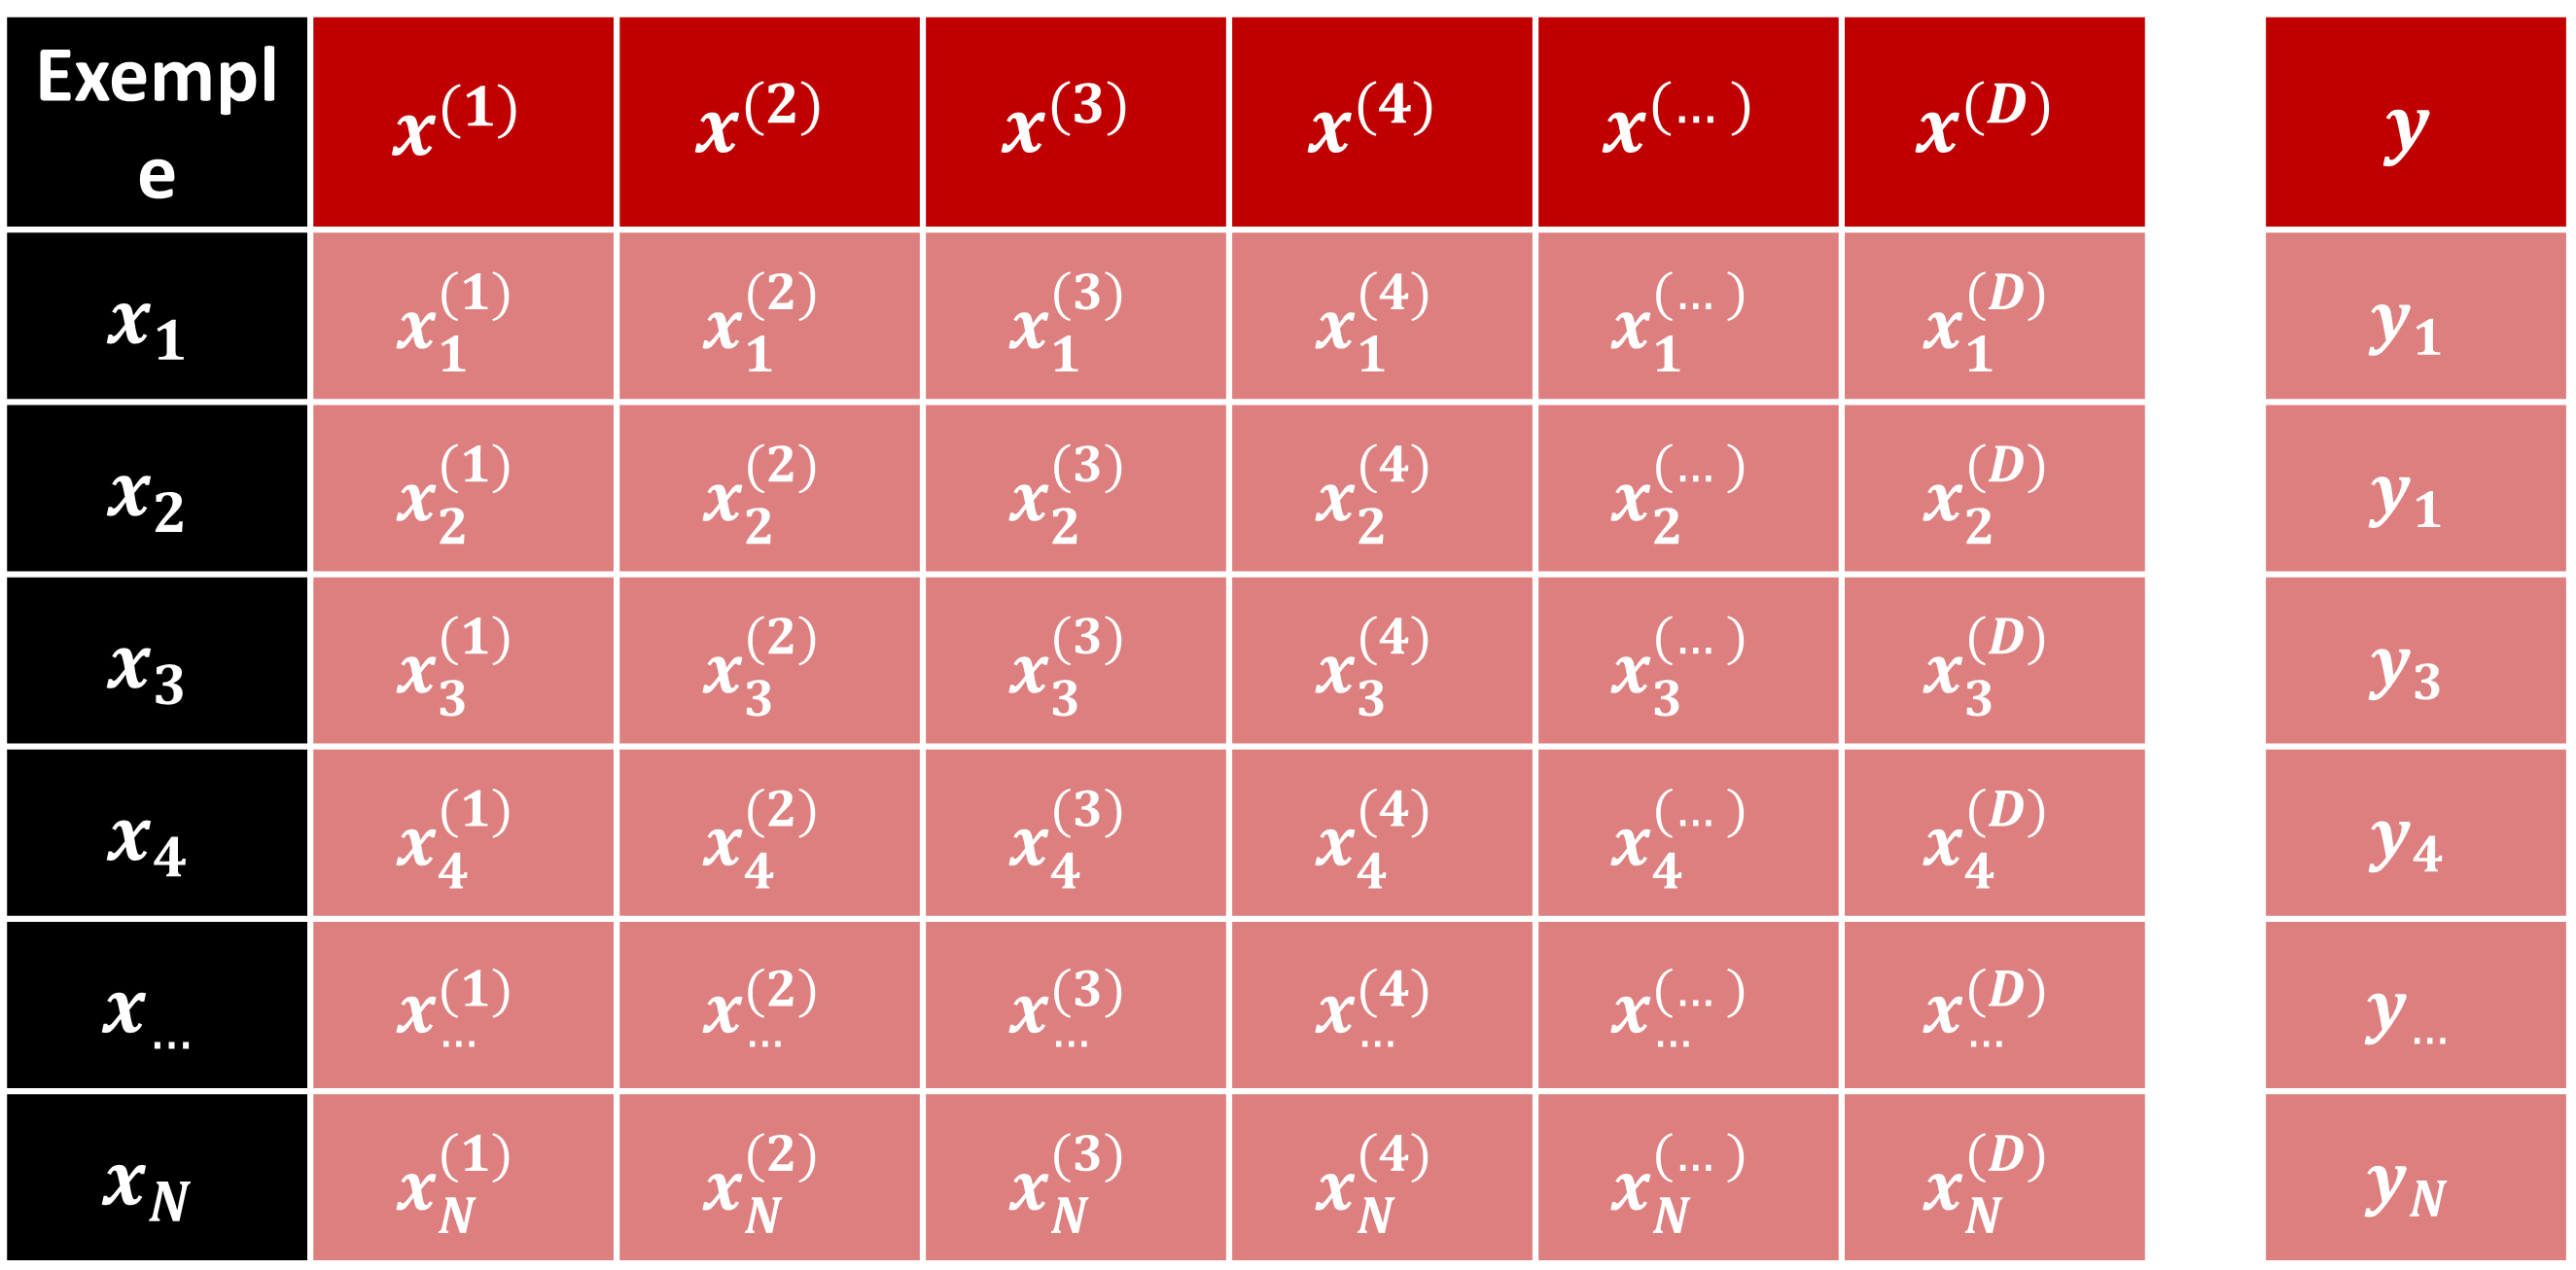 Exempl
e
x^(1) x^(2) x^(3) x^(4) x^(…) x^(D) y
x_1 x_1^(1) x_1^(2) x_1^(3) x_1^(4) x_1^(…) x_1^(D) y_1
x_2 x_2^(1) x_2^(2) x_2^(3) x_2^(4) x_2^(…) x_2^(D) y_1
x_3 x_3^(1) x_3^(2) x_3^(3) x_3^(4) x_3^(…) x_3^(D) y_3
x_4 x_4^(1) x_4^(2) x_4^(3) x_4^(4) x_4^(…) x_4^(D) y_4
x_… x_…^(1) x_…^(2) x_…^(3) x_…^(4) x_…^(…) x_…^(D) y_…
x_N x_N^(1) x_N^(2) x_N^(3) x_N^(4) x_N^(…) x_N^(D) y_N